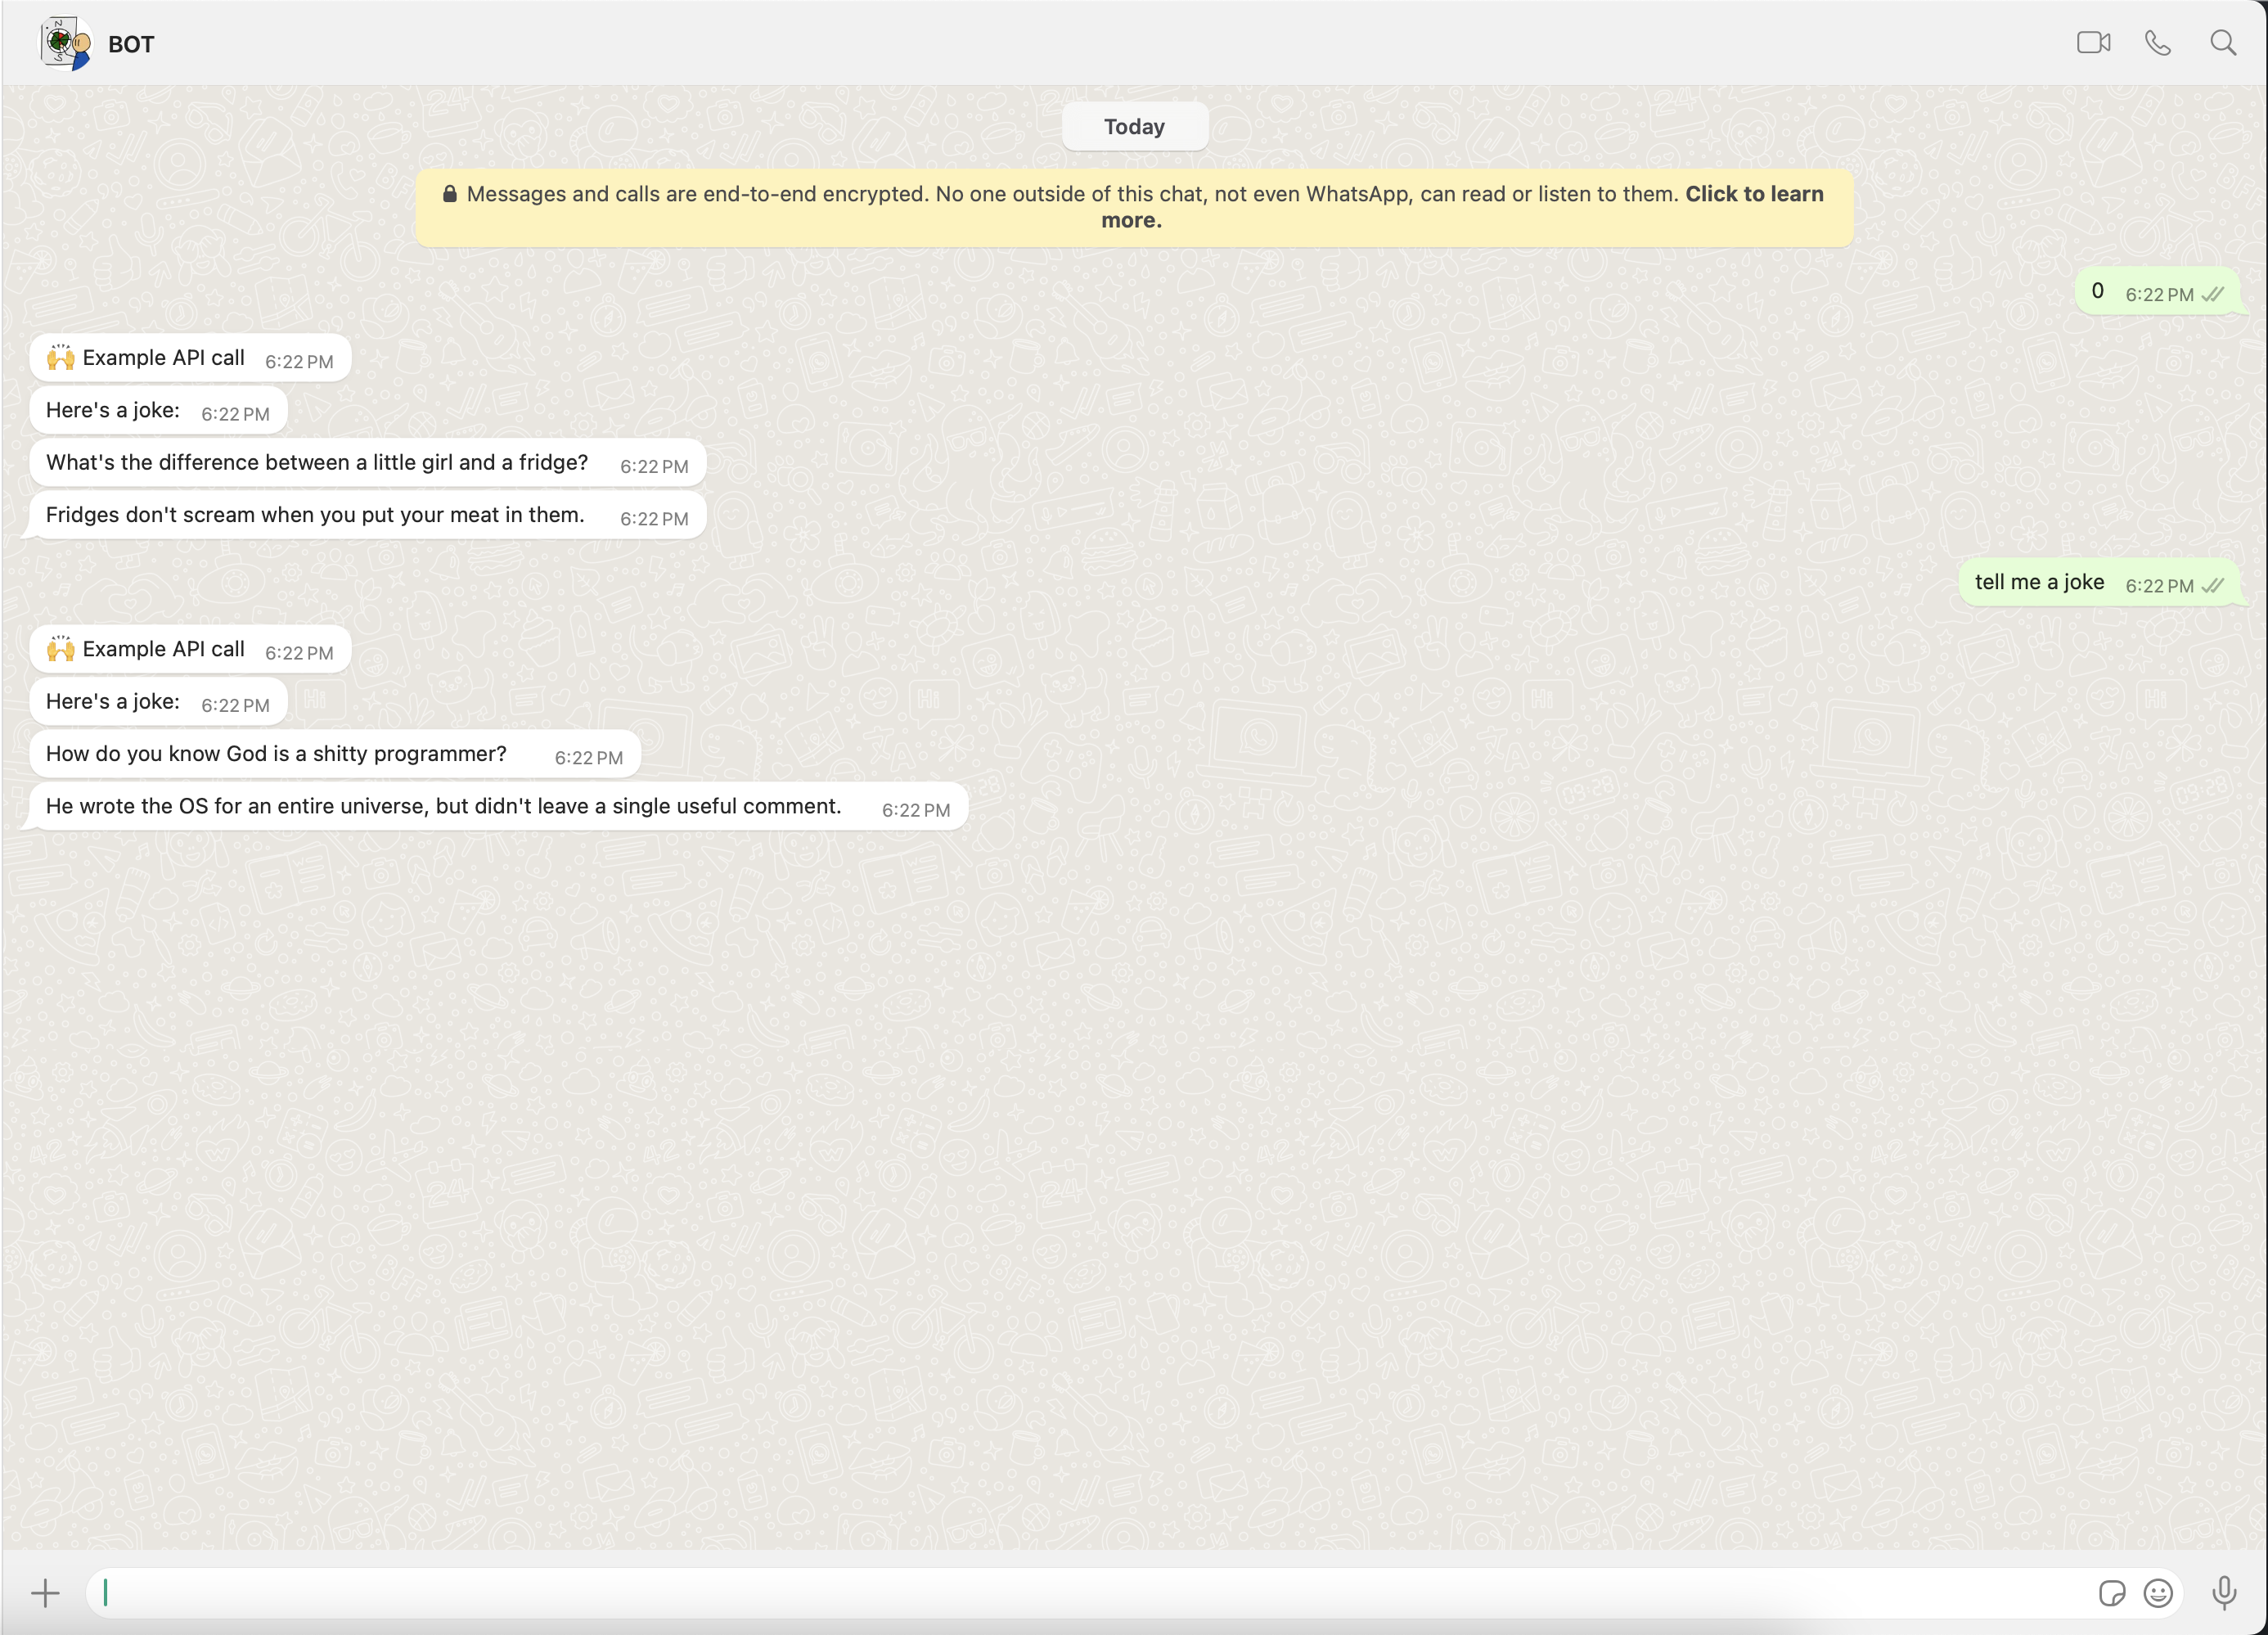 BOT
Today
Messages and calls are end-to-end encrypted. No one outside of this chat, not even WhatsApp, can read or listen to them. Click to learn
more.
0 6:22 PM
🙌 Example API call 6:22 PM
Here's a joke: 6:22 PM
What's the difference between a little girl and a fridge? 6:22 PM
Fridges don't scream when you put your meat in them. 6:22 PM
tell me a joke 6:22 PM
🙌 Example API call 6:22 PM
Here's a joke: 6:22 PM
How do you know God is a shitty programmer? 6:22 PM
He wrote the OS for an entire universe, but didn't leave a single useful comment. 6:22 PM